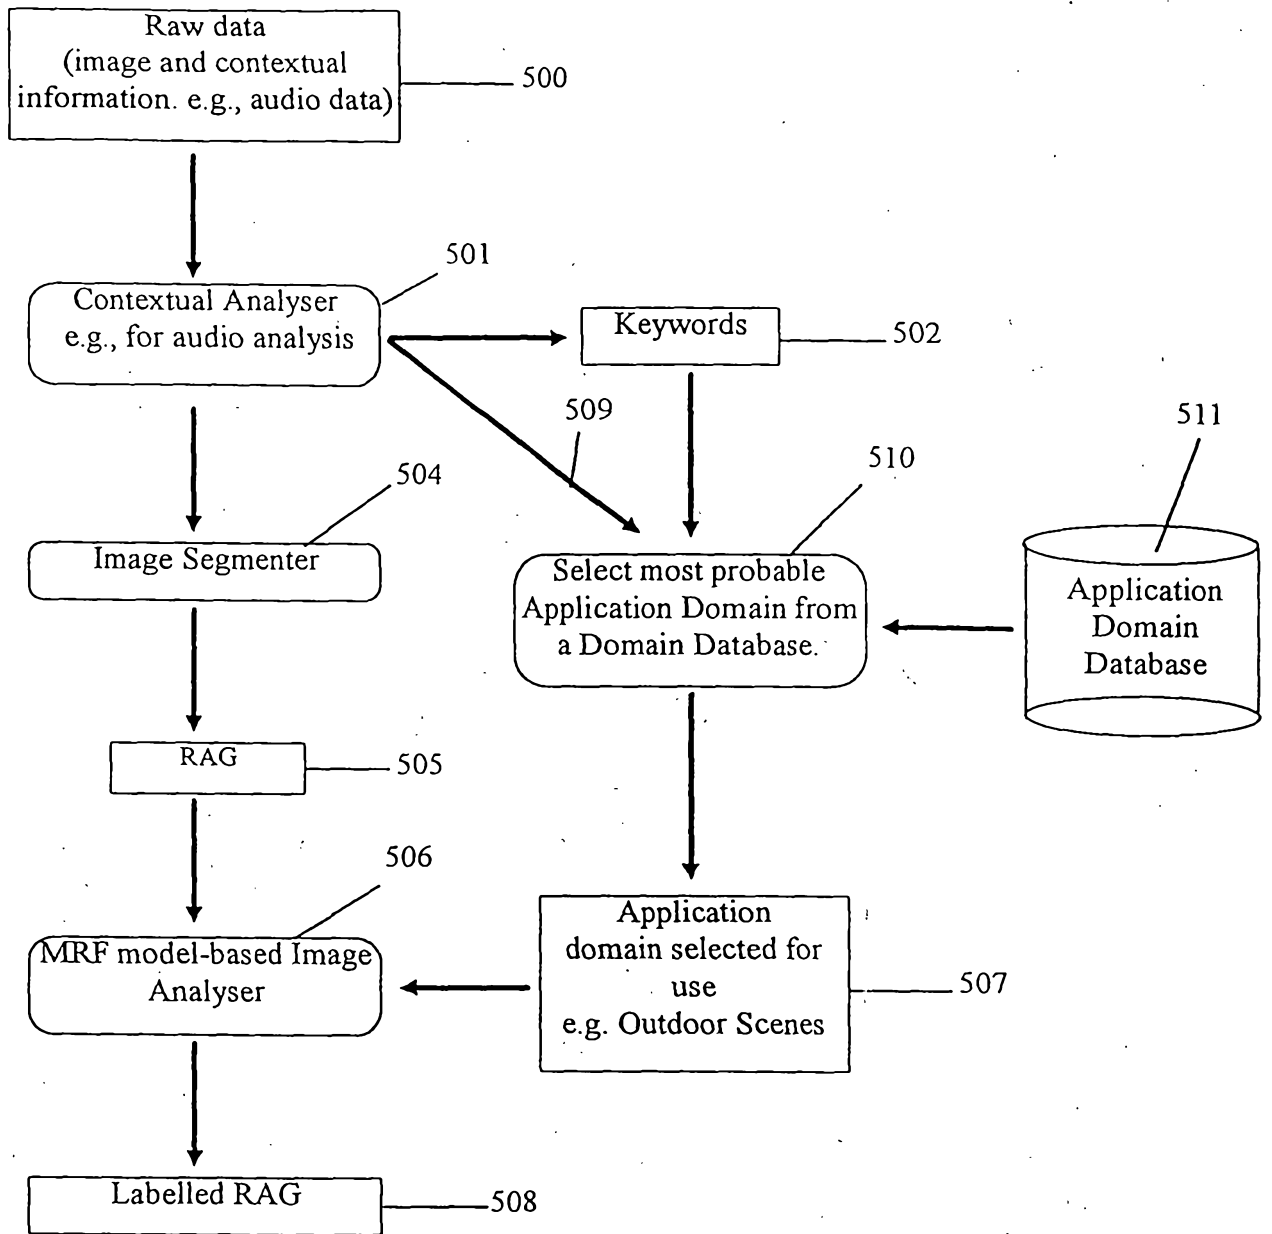 Raw data
(image and contextual
information. e.g., audio data)
500
501
Contextual Analyser
e.g., for audio analysis
Keywords
502
509
511
510
504
Image Segmenter
Select most probable
Application Domain from
a Domain Database.
Application
Domain
Database
RAG
505
506
MRF model-based Image
Analyser
Application
domain selected for
use
e.g. Outdoor Scenes
507
Labelled RAG
508